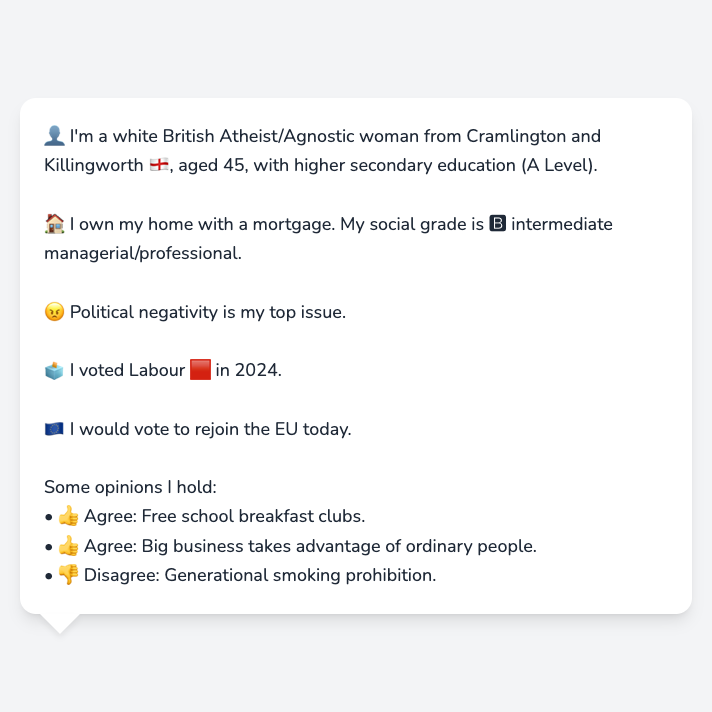 👤 I'm a white British Atheist/Agnostic woman from Cramlington and
Killingworth 🏴󠁧󠁢󠁥󠁮󠁧󠁿, aged 45, with higher secondary education (A Level).
🏠 I own my home with a mortgage. My social grade is 🅱 intermediate
managerial/professional.
😠 Political negativity is my top issue.
🗳️ I voted Labour 🟥 in 2024.
🇪🇺 I would vote to rejoin the EU today.
Some opinions I hold:
• 👍 Agree: Free school breakfast clubs.
• 👍 Agree: Big business takes advantage of ordinary people.
• 👎 Disagree: Generational smoking prohibition.